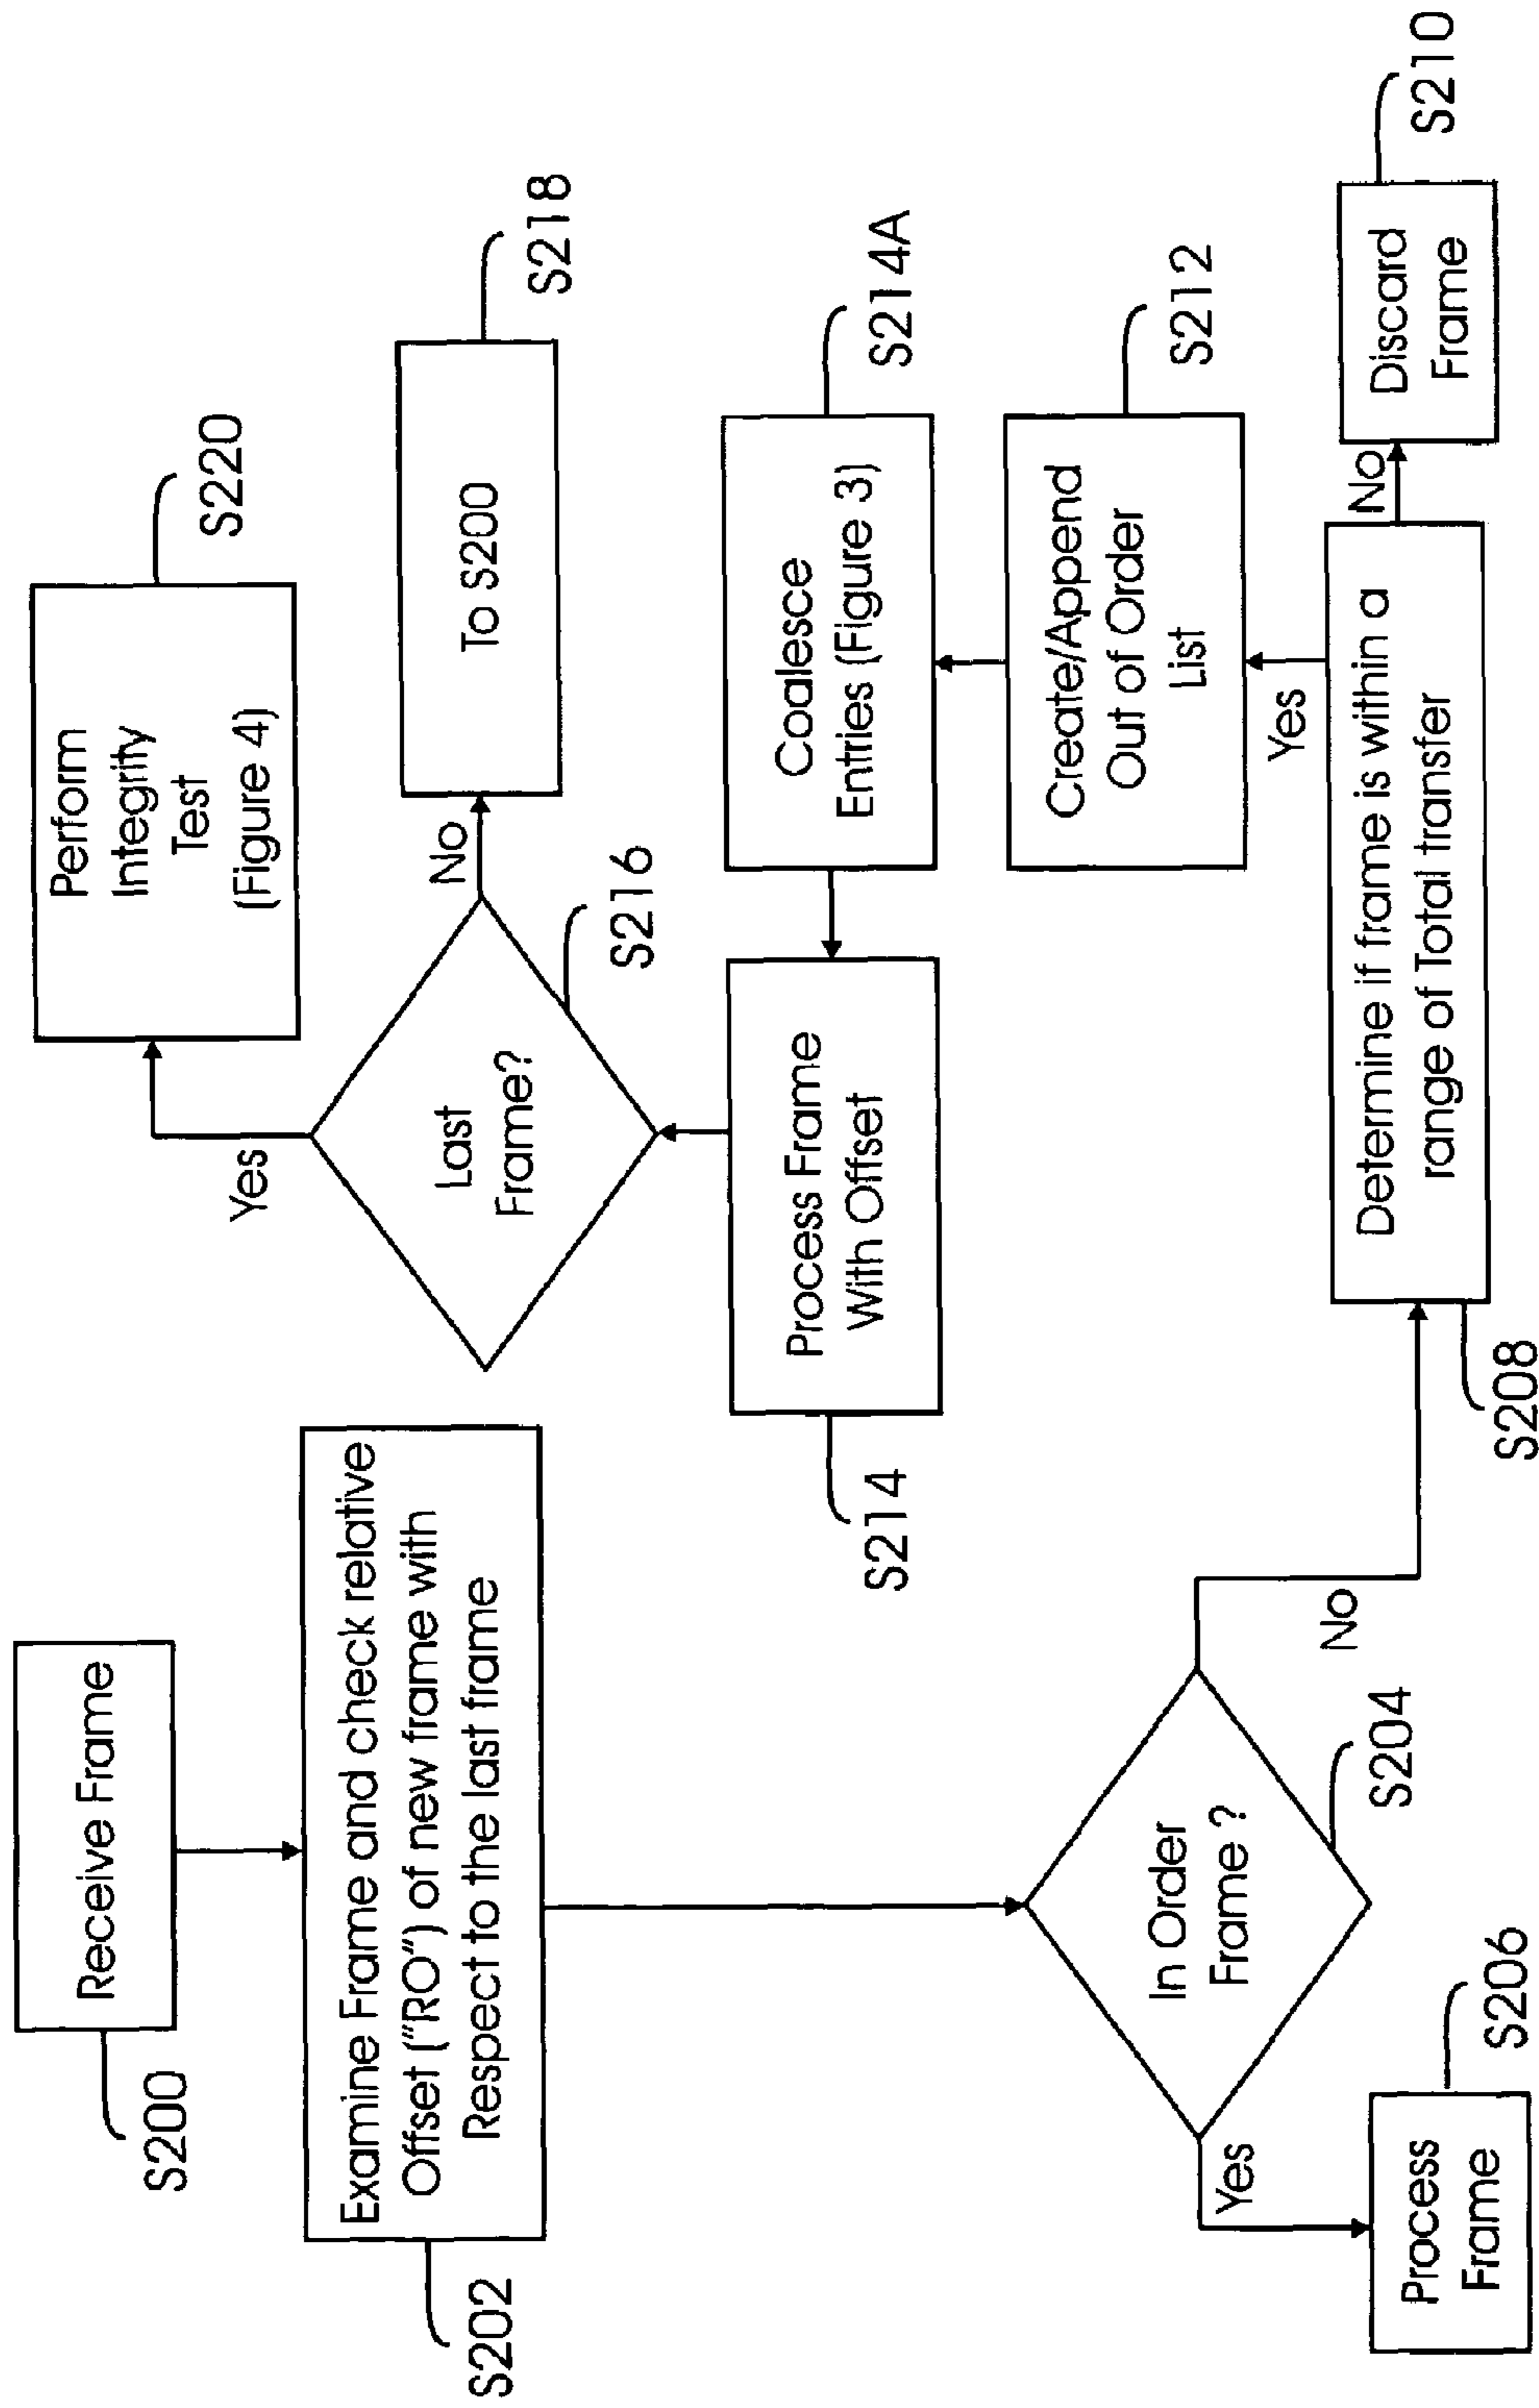 Receive Frame
S200
Examine Frame and check relative
Offset ("RO") of new frame with
Respect to the last frame
S202
In Order
Frame ?
S204
Yes
No
Process
Frame
S206
Determine if frame is within a
range of Total transfer
S208
No
Discard
Frame
S210
Yes
Create/Append
Out of Order
List
S212
Coalesce
Entries (Figure 3)
S214A
Process Frame
With Offset
S214
Last
Frame?
S216
No
To S200
S218
Yes
Perform
Integrity
Test
(Figure 4)
S220